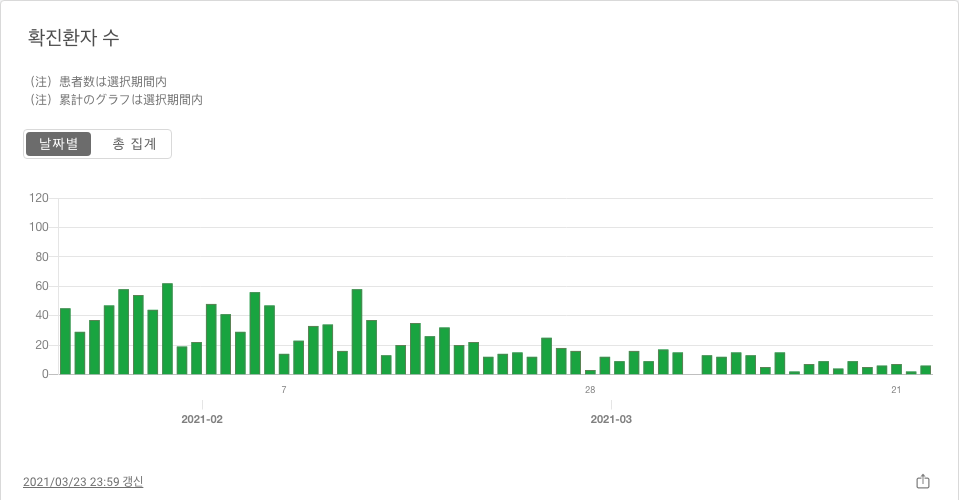 확진환자 수
（注）患者数は選択期間内
（注）累計のグラフは選択期間内
날짜별 총 집계
120
100
80
60
40
20
0
7 28 21
2021-02 2021-03
2021/03/23 23:59 갱신